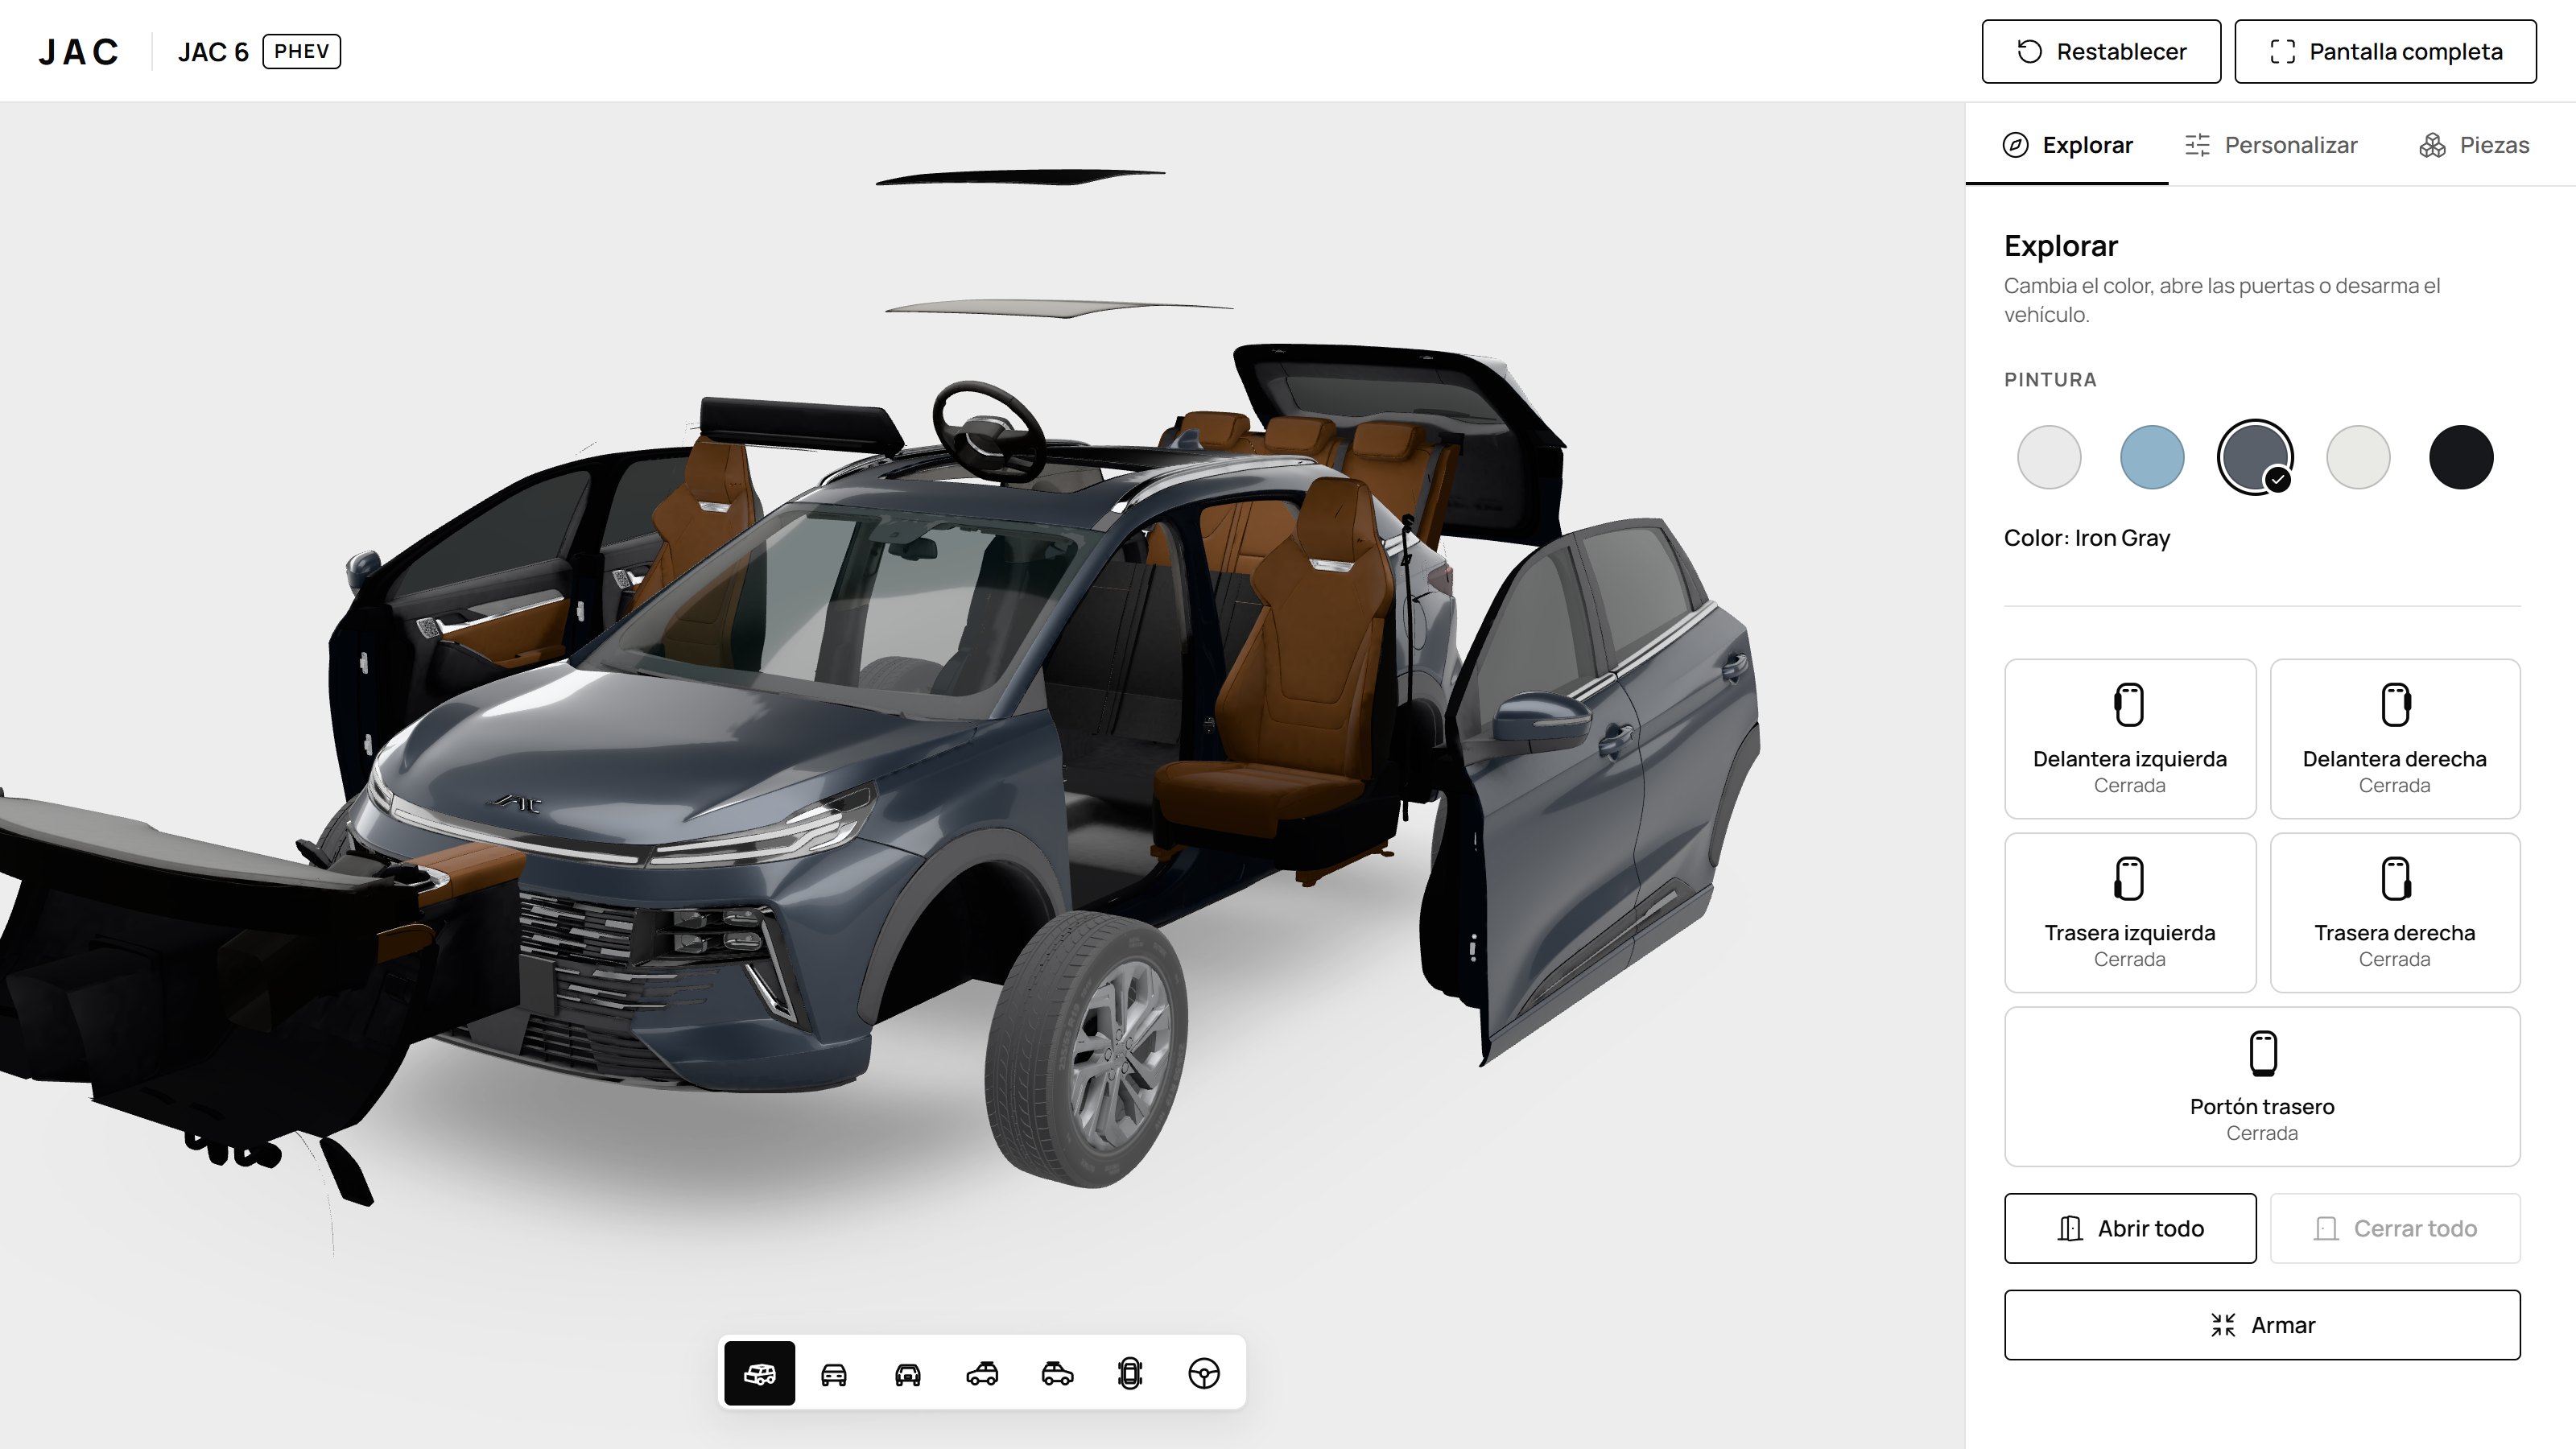 JAC
JAC 6 PHEV
Restablecer
Pantalla completa
Explorar
Personalizar
Piezas
Explorar
Cambia el color, abre las puertas o desarma el
vehículo.
PINTURA
Color: Iron Gray
Delantera izquierda
Cerrada
Delantera derecha
Cerrada
Trasera izquierda
Cerrada
Trasera derecha
Cerrada
Portón trasero
Cerrada
Abrir todo
Cerrar todo
Armar
JAC